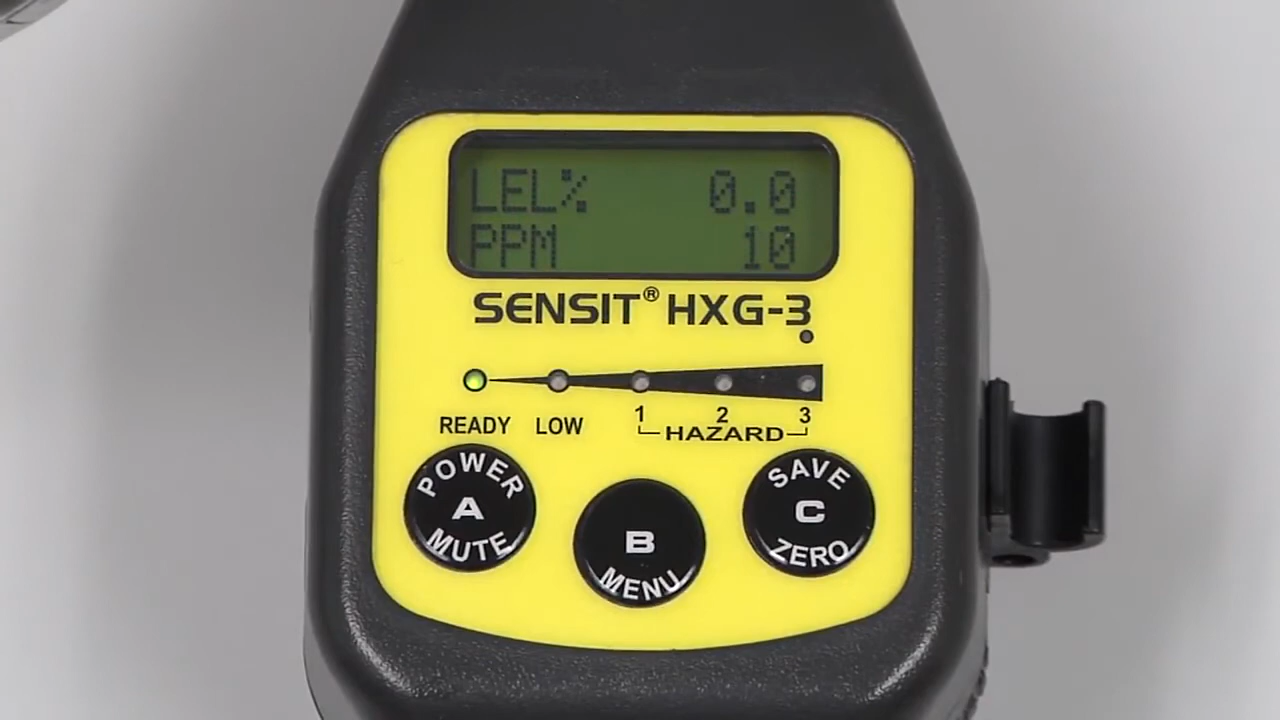 LEL% 0.0
PPM 10
SENSIT® HXG-3
READY LOW 1 2 3
HAZARD
POWER
A
MUTE
B
MENU
SAVE
C
ZERO